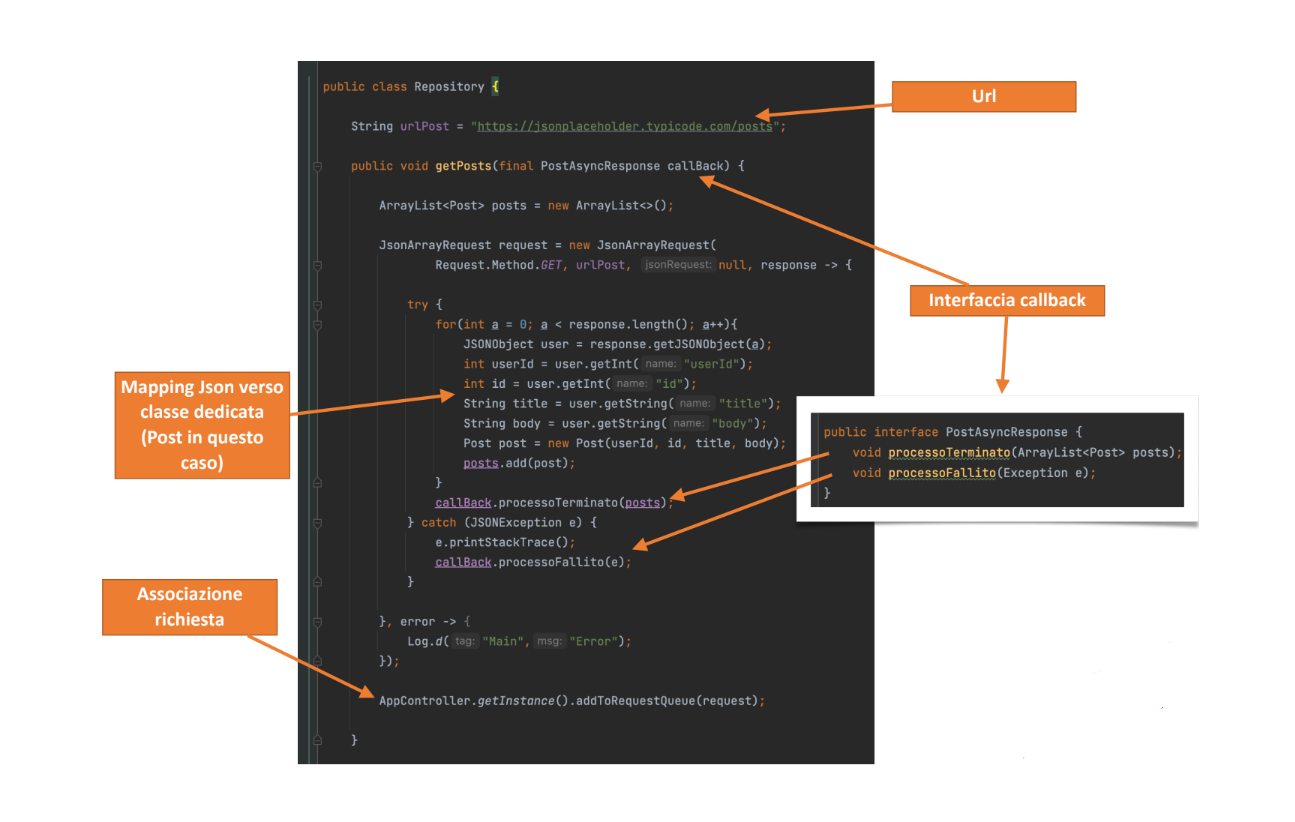 public class Repository {
String urlPost = "https://jsonplaceholder.typicode.com/posts";
public void getPosts(final PostAsyncResponse callBack) {
ArrayList<Post> posts = new ArrayList<>();
JsonArrayRequest request = new JsonArrayRequest(
Request.Method.GET, urlPost, jsonRequest: null, response -> {
try {
for(int a = 0; a < response.length(); a++){
JSONObject user = response.getJSONObject(a);
int userId = user.getInt( name: "userId");
int id = user.getInt( name: "id");
String title = user.getString( name: "title");
String body = user.getString( name: "body");
Post post = new Post(userId, id, title, body);
posts.add(post);
}
callBack.processoTerminato(posts);
} catch (JSONException e) {
e.printStackTrace();
callBack.processoFallito(e);
}
}, error -> {
Log.d( tag: "Main", msg: "Error");
});
AppController.getInstance().addToRequestQueue(request);
}
Url
Interfaccia callback
public interface PostAsyncResponse {
void processoTerminato(ArrayList<Post> posts);
void processoFallito(Exception e);
}
Mapping Json verso
classe dedicata
(Post in questo
caso)
Associazione
richiesta